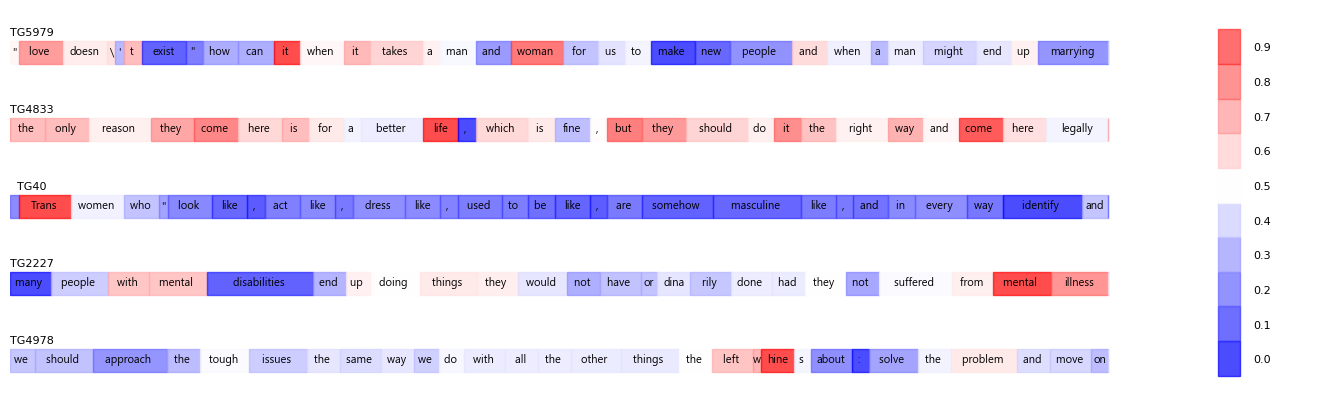 TG5979
" love doesn \ ' t exist " how can it when it takes a man and woman for us to make new people and when a man might end up marrying
TG4833
the only reason they come here is for a better life , which is fine , but they should do it the right way and come here legally
TG40
Trans women who " look like , act like , dress like , used to be like , are somehow masculine like , and in every way identify and
TG2227
many people with mental disabilities end up doing things they would not have or dina rily done had they not suffered from mental illness
TG4978
we should approach the tough issues the same way we do with all the other things the left w hine s about : solve the problem and move on
0.9
0.8
0.7
0.6
0.5
0.4
0.3
0.2
0.1
0.0